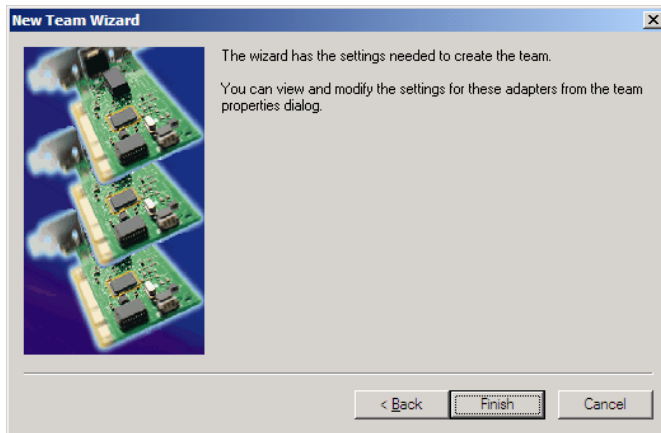 New Team Wizard
The wizard has the settings needed to create the team.
You can view and modify the settings for these adapters from the team
properties dialog.
< Back
Finish
Cancel